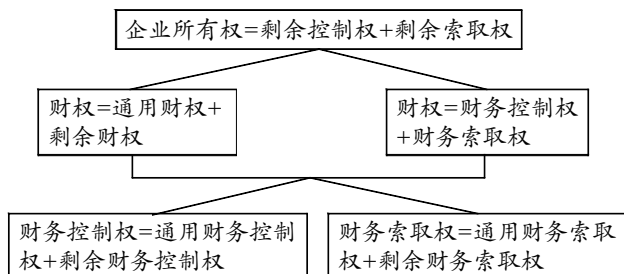 企业所有权=剩余控制权+剩余索取权
财权=通用财权+
剩余财权
财权=财务控制权
+财务索取权
财务控制权=通用财务控制
权+剩余财务控制权
财务索取权=通用财务索取
权+剩余财务索取权